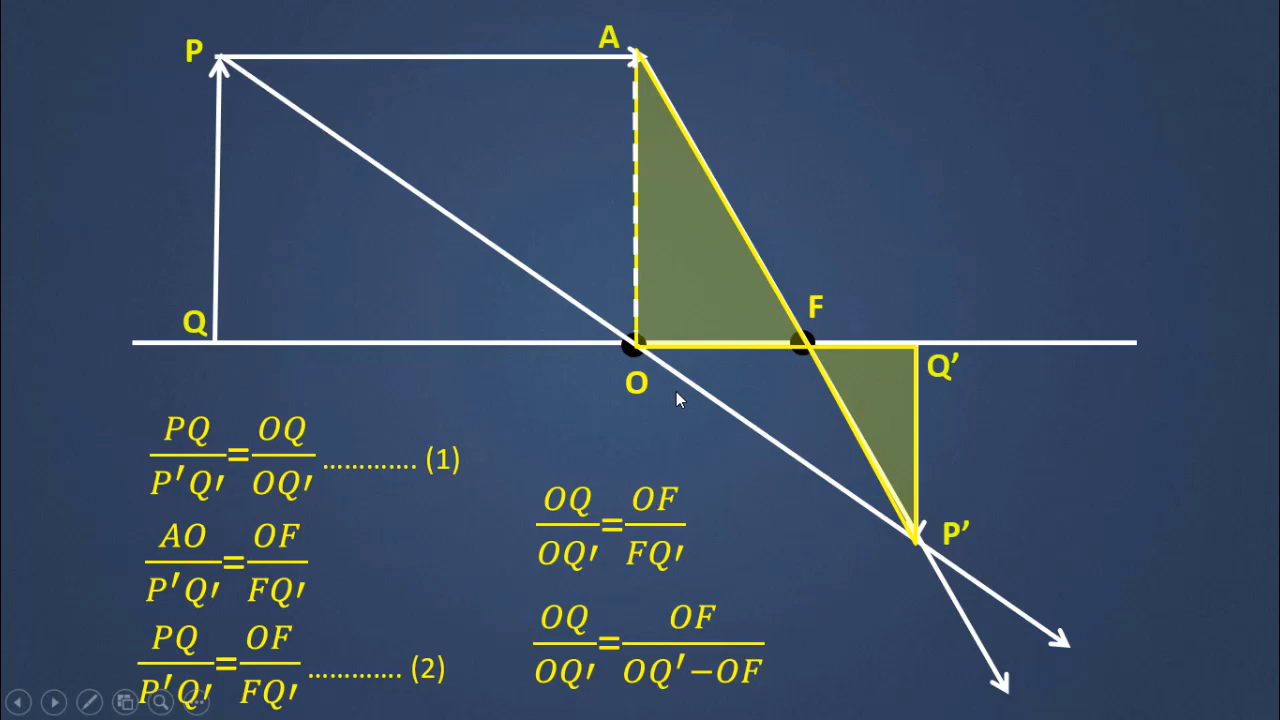 P
A
Q
F
O
Q’
P’
PQ/P′Q′=OQ/OQ′ …………. (1)
AO/P′Q′=OF/FQ′
PQ/P′Q′=OF/FQ′ …………. (2)
OQ/OQ′=OF/FQ′
OQ/OQ′=OF/OQ′−OF